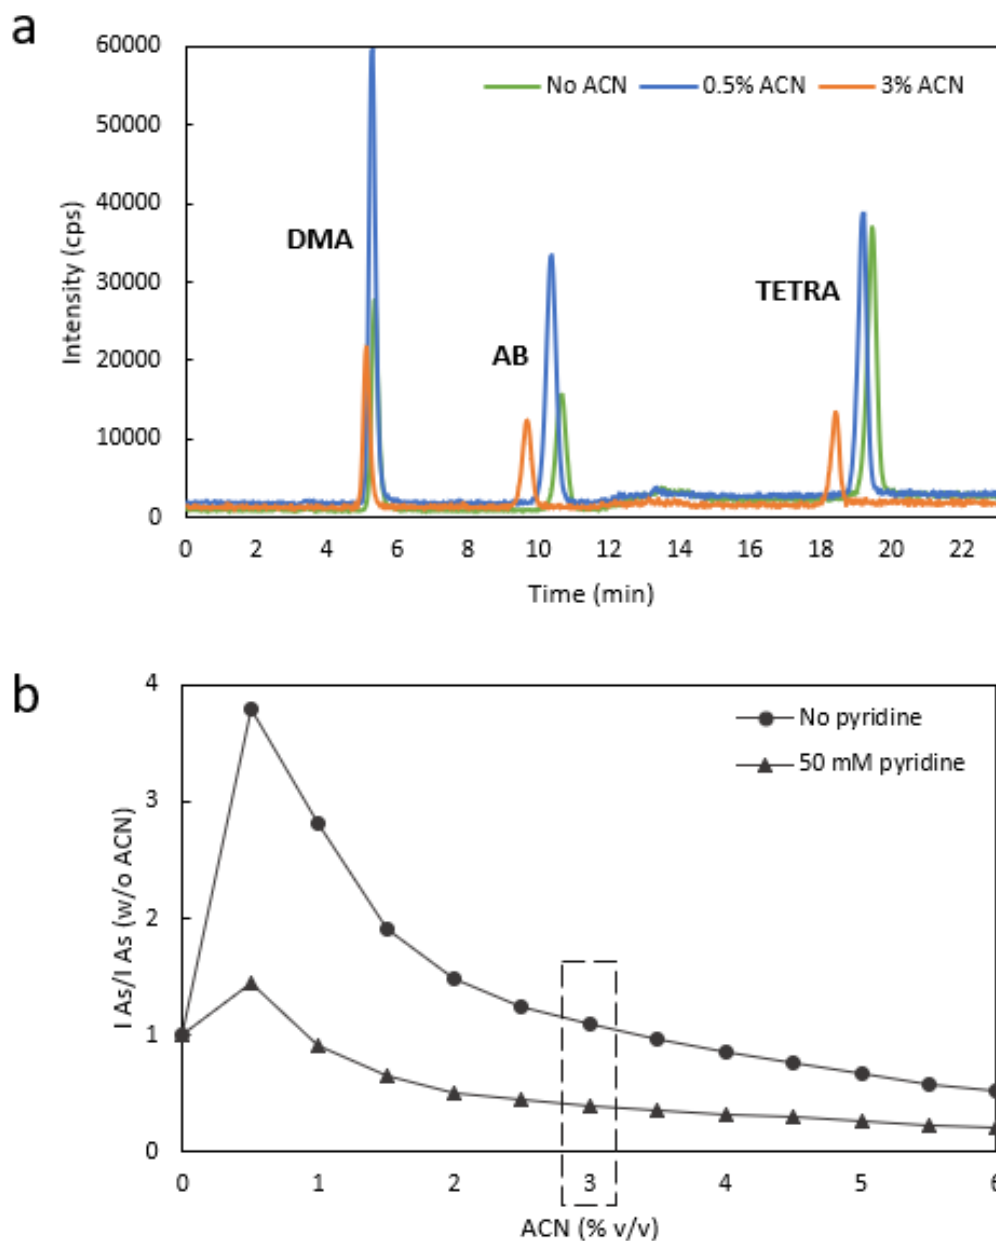 a
60000
50000
40000
30000
20000
10000
0
Intensity (cps)
No ACN 0.5% ACN 3% ACN
DMA
AB
TETRA
0 2 4 6 8 10 12 14 16 18 20 22
Time (min)
b
4
3
2
1
0
I As/I As (w/o ACN)
No pyridine
50 mM pyridine
0 1 2 3 4 5 6
ACN (% v/v)